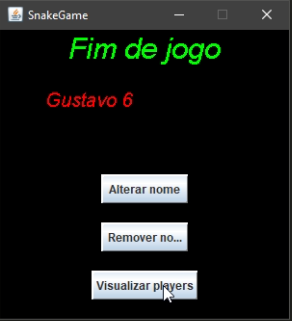 SnakeGame
Fim de jogo
Gustavo 6
Alterar nome
Remover no...
Visualizar players